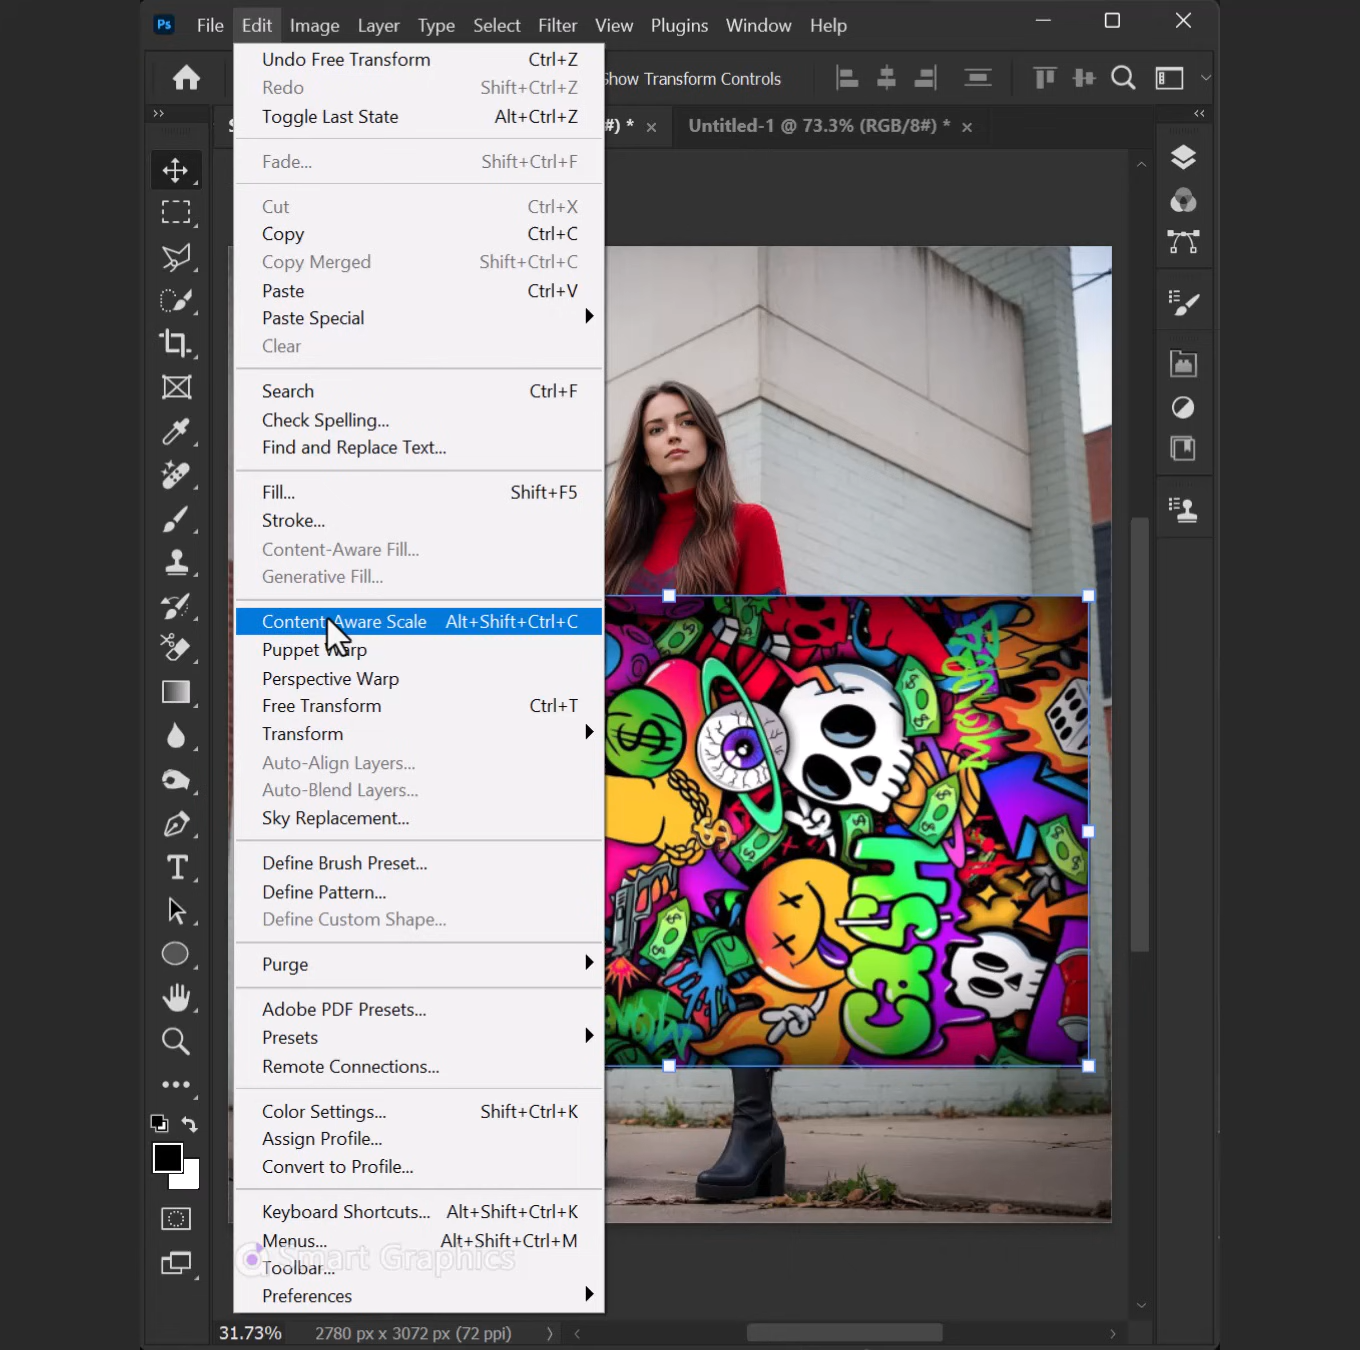 Ps File Edit Image Layer Type Select Filter View Plugins Window Help
Show Transform Controls
#) * × Untitled-1 @ 73.3% (RGB/8#) * ×
Undo Free Transform Ctrl+Z
Redo Shift+Ctrl+Z
Toggle Last State Alt+Ctrl+Z
Fade... Shift+Ctrl+F
Cut Ctrl+X
Copy Ctrl+C
Copy Merged Shift+Ctrl+C
Paste Ctrl+V
Paste Special
Clear
Search Ctrl+F
Check Spelling...
Find and Replace Text...
Fill... Shift+F5
Stroke...
Content-Aware Fill...
Generative Fill...
Content-Aware Scale Alt+Shift+Ctrl+C
Puppet Warp
Perspective Warp
Free Transform Ctrl+T
Transform
Auto-Align Layers...
Auto-Blend Layers...
Sky Replacement...
Define Brush Preset...
Define Pattern...
Define Custom Shape...
Purge
Adobe PDF Presets...
Presets
Remote Connections...
Color Settings... Shift+Ctrl+K
Assign Profile...
Convert to Profile...
Keyboard Shortcuts... Alt+Shift+Ctrl+K
Menus... Alt+Shift+Ctrl+M
Smart Graphics
Toolbar...
Preferences
CASH
31.73% 2780 px x 3072 px (72 ppi)